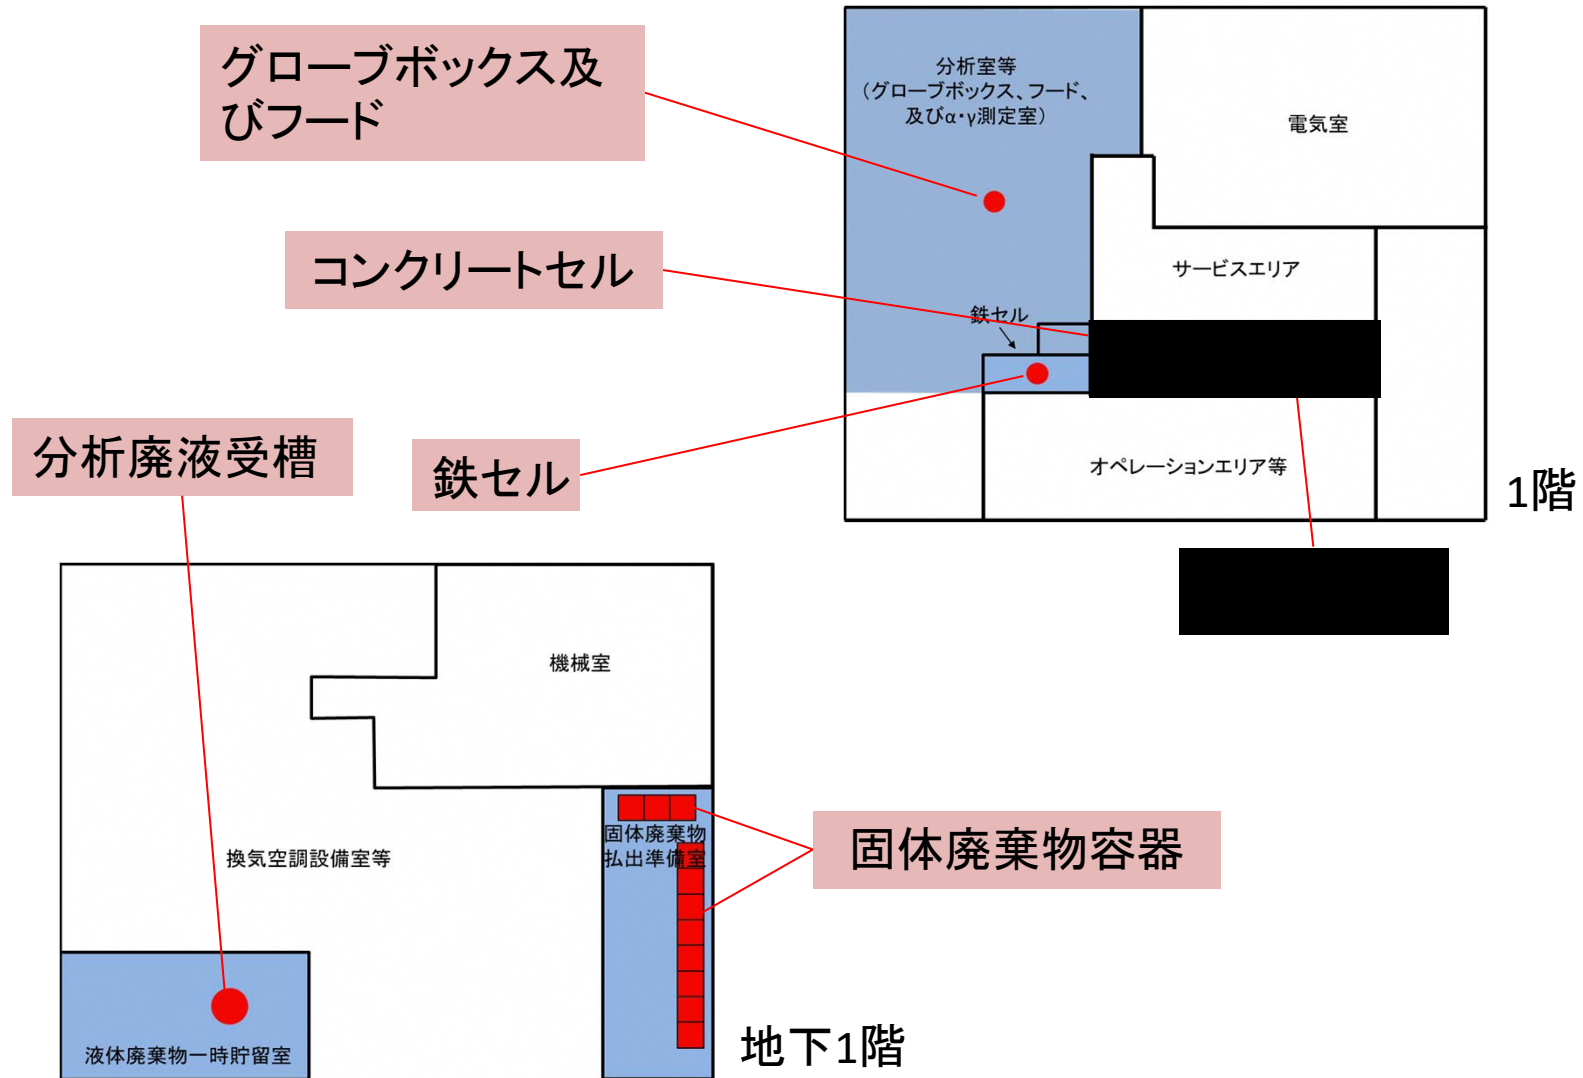 グローブボックス及
びフード
分析室等
（グローブボックス、フード、
及びα・γ測定室）
電気室
コンクリートセル
サービスエリア
鉄セル
分析廃液受槽
鉄セル
オペレーションエリア等
1階
機械室
固体廃棄物
払出準備室
換気空調設備室等
固体廃棄物容器
液体廃棄物一時貯留室
地下1階